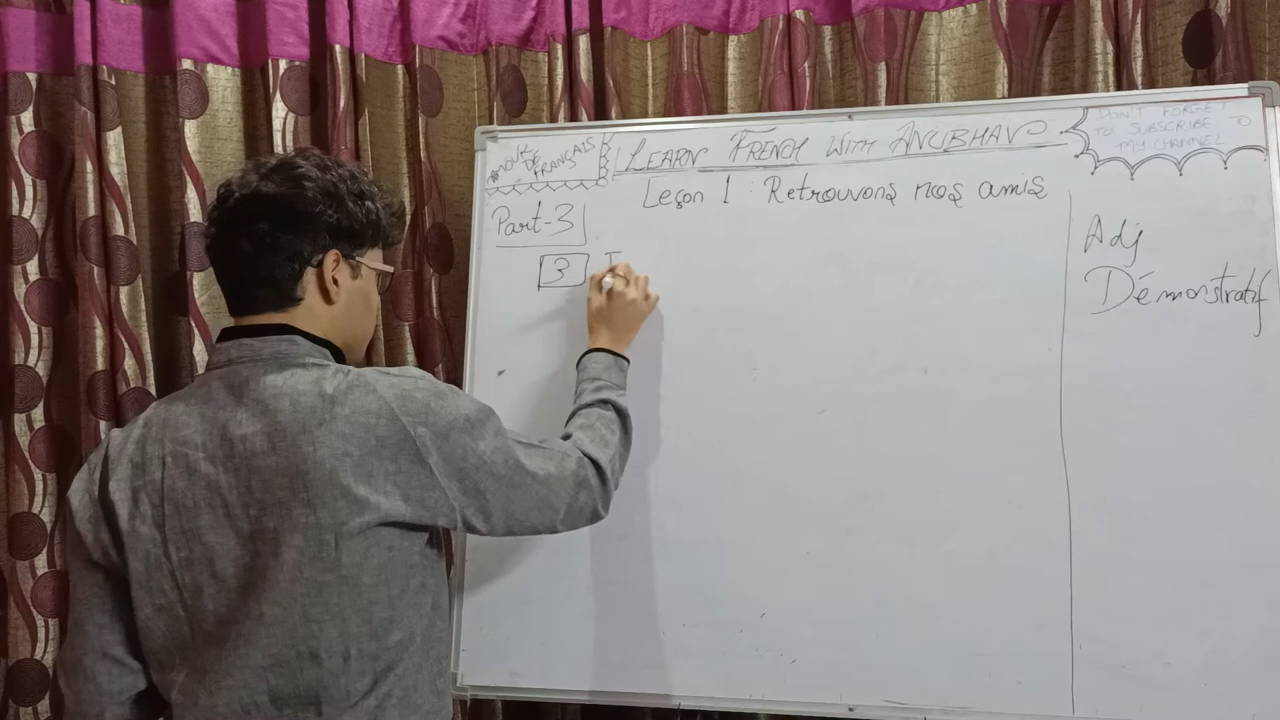 AMOUR
DE
FRANÇAIS
LEARN FRENCH WITH ANUBHAV
DON'T FORGET
TO SUBSCRIBE TO
MY CHANNEL
Leçon 1 : Retrouvons nos amis
Part-3
3
Adj
Démonstratif